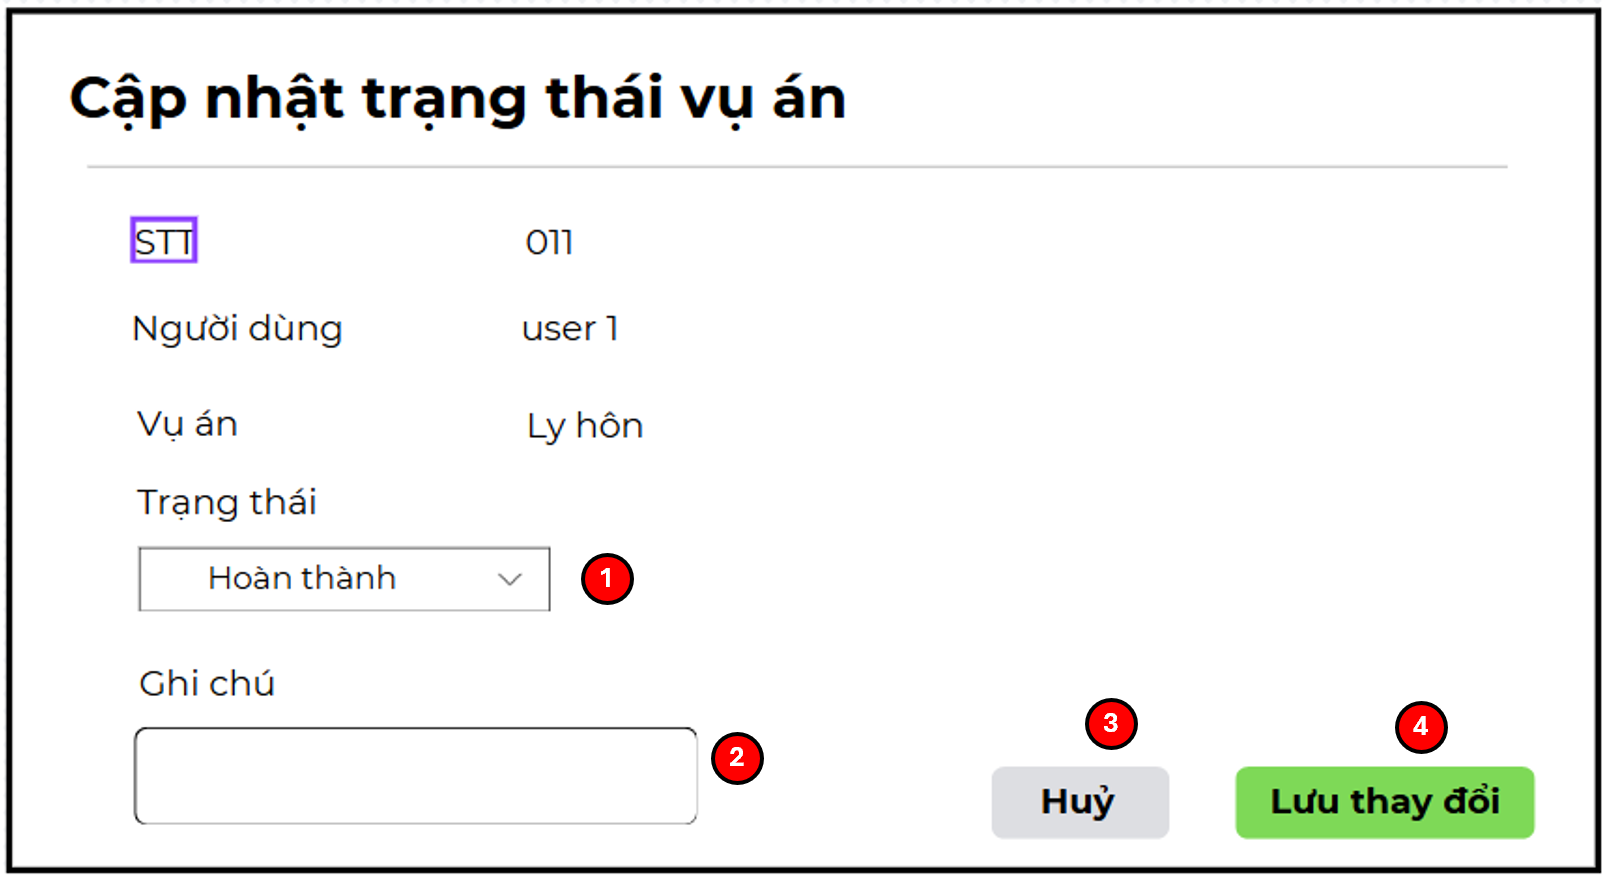 Cập nhật trạng thái vụ án
STT 011
Người dùng user 1
Vụ án Ly hôn
Trạng thái
Hoàn thành 1
Ghi chú
2
3 4
Huỷ Lưu thay đổi